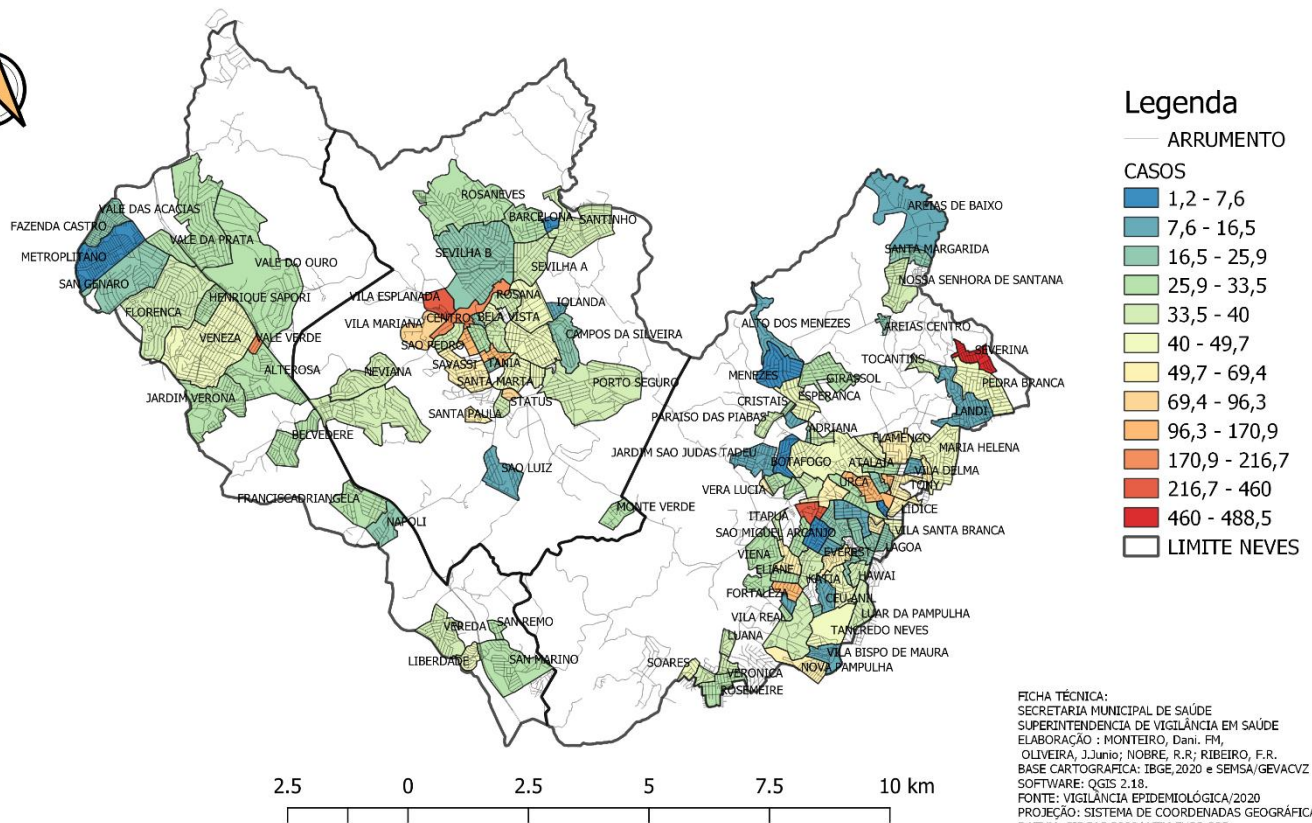 Legenda
ARRUMENTO
CASOS
1,2 - 7,6
7,6 - 16,5
16,5 - 25,9
25,9 - 33,5
33,5 - 40
40 - 49,7
49,7 - 69,4
69,4 - 96,3
96,3 - 170,9
170,9 - 216,7
216,7 - 460
460 - 488,5
LIMITE NEVES
VALE DAS ACACIAS
FAZENDA CASTRO
METROPLITANO
VALE DA PRATA
SAN GENARO
VALE DO OURO
HENRIQUE SAPORI
FLORENCA
VENEZA
VALE VERDE
ALTEROSA
JARDIM VERONA
BELVEDERE
NEVIANA
FRANCISCADRIANGELA
NAPOLI
ROSANEVES
BARCELONA
SANTINHO
SEVILHA B
SEVILHA A
VILA ESPLANADA
ROSANA
IOLANDA
CENTRO
BELA VISTA
VILA MARIANA
CAMPOS DA SILVEIRA
SAO PEDRO
SAVASSI
TANIA
SANTA MARTA
PORTO SEGURO
STATUS
SANTA PAULA
SAO LUIZ
MONTE VERDE
VEREDA
SAN REMO
LIBERDADE
SAN MARINO
AREIAS DE BAIXO
SANTA MARGARIDA
NOSSA SENHORA DE SANTANA
ALTO DOS MENEZES
AREIAS CENTRO
TOCANTINS
SEVERINA
MENEZES
GIRASSOL
PEDRA BRANCA
CRISTAIS
ESPERANCA
LANDI
PARAISO DAS PIABAS
ADRIANA
FLAMENGO
MARIA HELENA
JARDIM SAO JUDAS TADEU
BOTAFOGO
ATALAIA
VILA DELMA
URCA
TONY
VERA LUCIA
LIDICE
ITAPUA
SAO MIGUEL ARCANJO
VILA SANTA BRANCA
VIENA
EVEREST
LAGOA
ELIANE
KATIA
HAWAI
FORTALEZA
CEU ANIL
VILA REAL
LUAR DA PAMPULHA
LUANA
TANCREDO NEVES
VILA BISPO DE MAURA
SOARES
NOVA PAMPULHA
VERONICA
ROSEMEIRE
2.5 0 2.5 5 7.5 10 km
FICHA TÉCNICA:
SECRETARIA MUNICIPAL DE SAÚDE
SUPERINTENDENCIA DE VIGILÂNCIA EM SAÚDE
ELABORAÇÃO : MONTEIRO, Dani. FM,
OLIVEIRA, J.Junio; NOBRE, R.R; RIBEIRO, F.R.
BASE CARTOGRAFICA: IBGE,2020 e SEMSA/GEVACVZ
SOFTWARE: QGIS 2.18.
FONTE: VIGILÂNCIA EPIDEMIOLÓGICA/2020
PROJEÇÃO: SISTEMA DE COORDENADAS GEOGRÁFICA